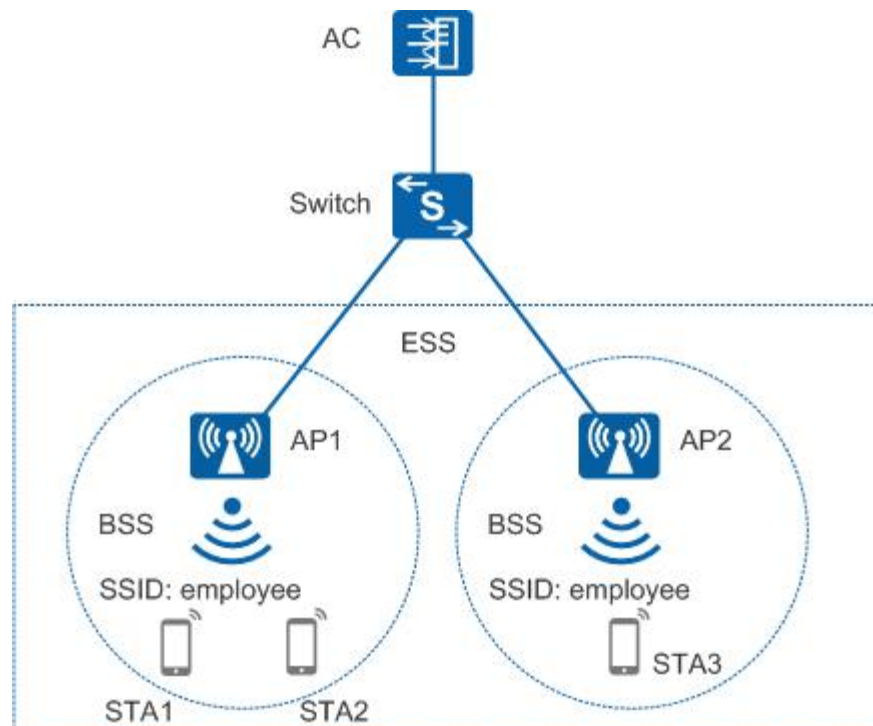 AC
Switch
S
ESS
AP1
AP2
BSS
BSS
SSID: employee
SSID: employee
STA3
STA1
STA2